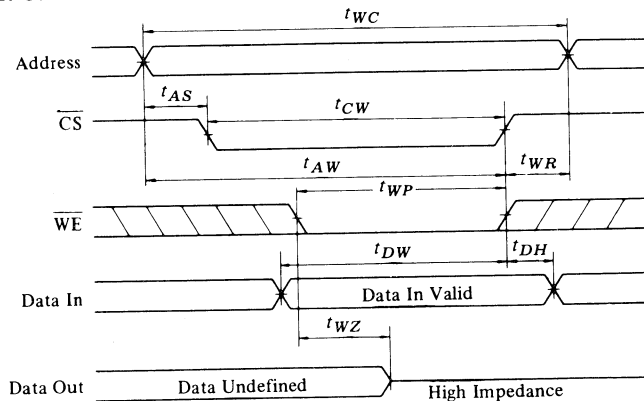 tWC
Address
tAS
tCW
CS
tAW
tWR
tWP
WE
tDW
tDH
Data In
Data In Valid
tWZ
Data Out
Data Undefined
High Impedance